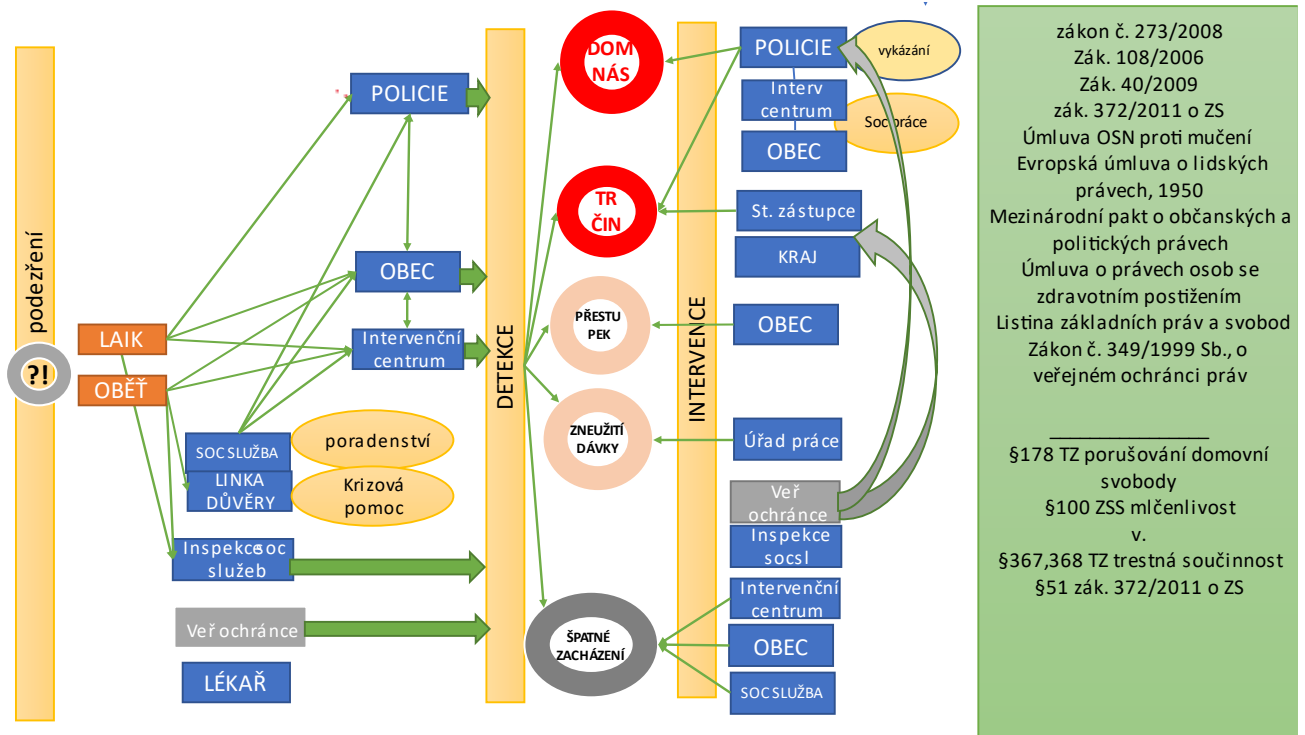 podezření
?!
LAIK
OBĚŤ
POLICIE
OBEC
Intervenční
centrum
SOC SLUŽBA
LINKA
DŮVĚRY
poradenství
Krizová
pomoc
Inspekce soc
služeb
Veř ochránce
LÉKAŘ
DETEKCE
DOM
NÁS
TR
ČIN
PŘESTU
PEK
ZNEUŽITÍ
DÁVKY
ŠPATNÉ
ZACHÁZENÍ
INTERVENCE
POLICIE
vykázání
Interv
centrum
Soc práce
OBEC
St. zástupce
KRAJ
OBEC
Úřad práce
Veř
ochránce
Inspekce
socsl
Intervenční
centrum
OBEC
SOC SLUŽBA
zákon č. 273/2008
Zák. 108/2006
Zák. 40/2009
zák. 372/2011 o ZS
Úmluva OSN proti mučení
Evropská úmluva o lidských
právech, 1950
Mezinárodní pakt o občanských a
politických právech
Úmluva o právech osob se
zdravotním postižením
Listina základních práv a svobod
Zákon č. 349/1999 Sb., o
veřejném ochránci práv
_______________
§178 TZ porušování domovní
svobody
§100 ZSS mlčenlivost
v.
§367,368 TZ trestná součinnost
§51 zák. 372/2011 o ZS